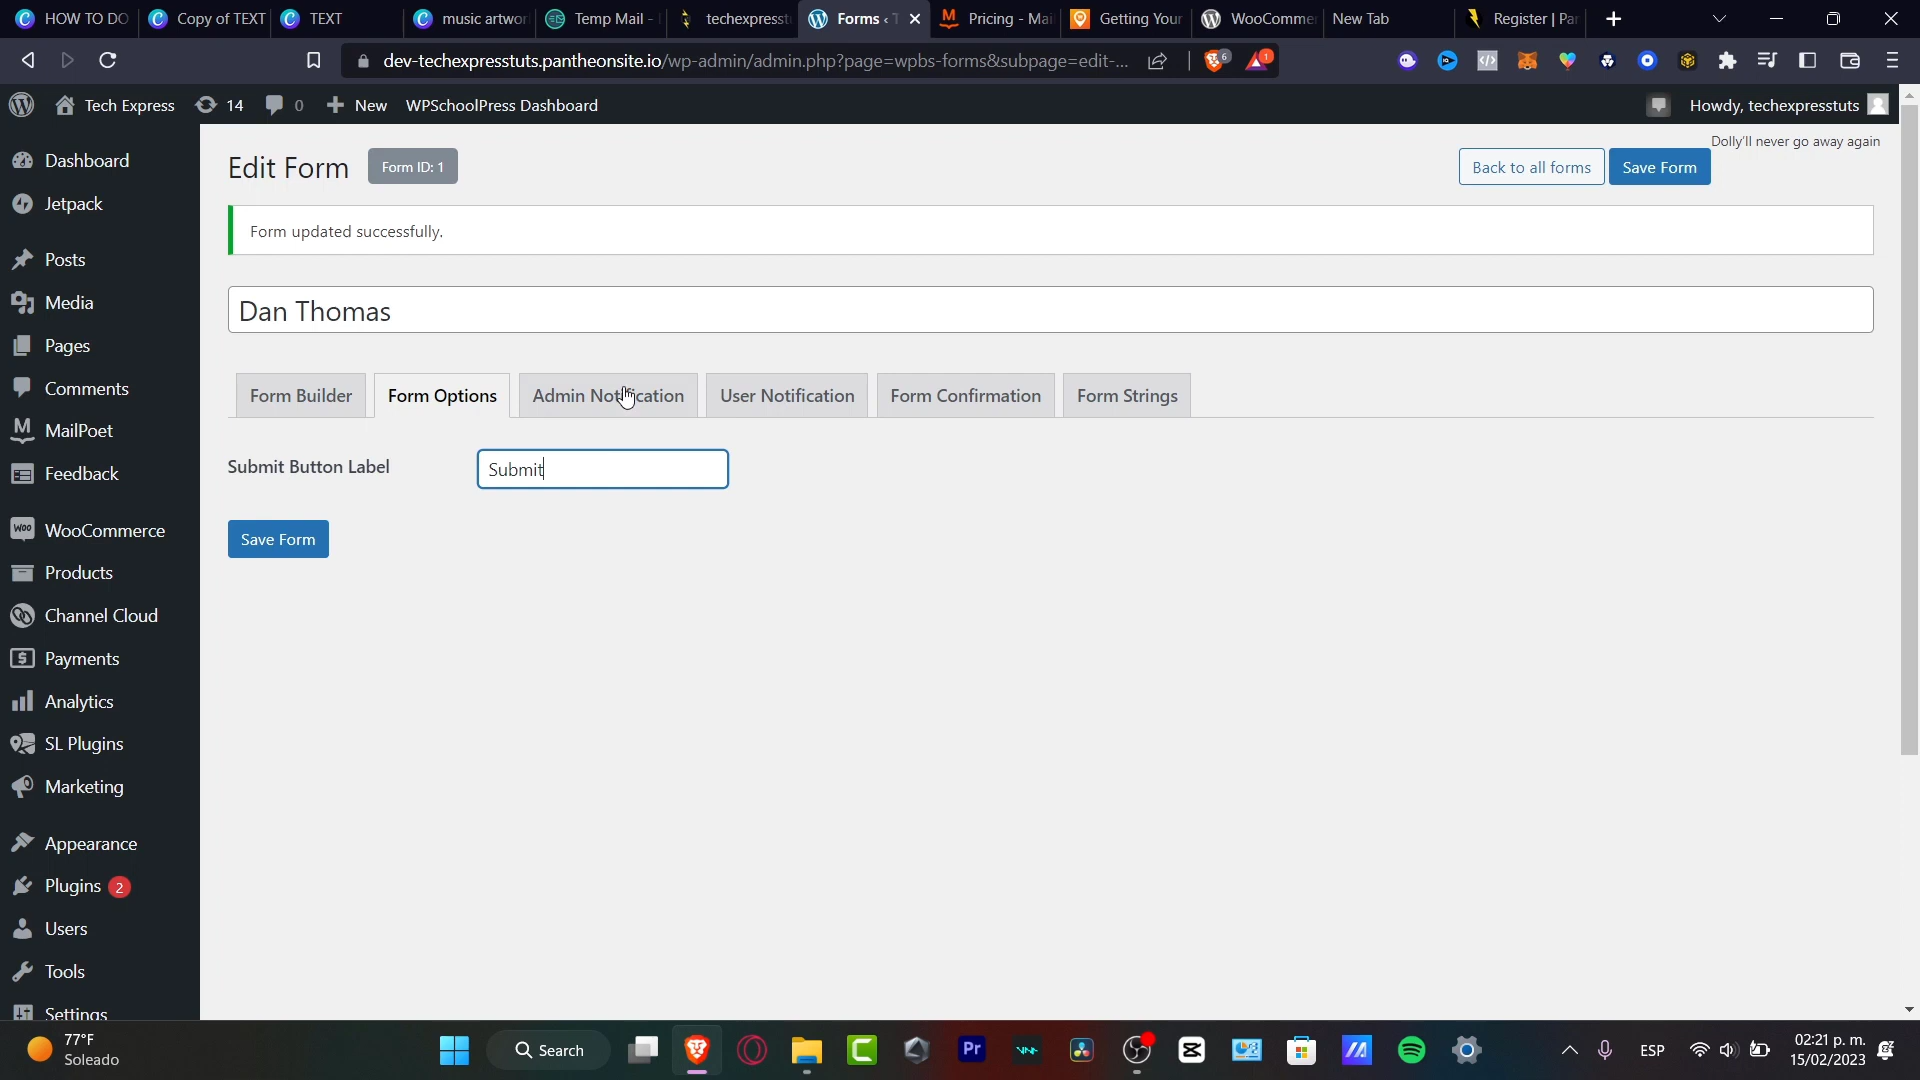 HOW TO DO
Copy of TEXT
TEXT
music artwor
Temp Mail -
techexpresst
Forms ‹ T
Pricing - Mai
Getting Your
WooComme
New Tab
Register | Pa
dev-techexpresstuts.pantheonsite.io/wp-admin/admin.php?page=wpbs-forms&subpage=edit-...
6
1
Tech Express
14
0
New
WPSchoolPress Dashboard
Howdy, techexpresstuts
Dolly'll never go away again
Dashboard
Jetpack
Posts
Media
Pages
Comments
MailPoet
Feedback
WooCommerce
Products
Channel Cloud
Payments
Analytics
SL Plugins
Marketing
Appearance
Plugins 2
Users
Tools
Settings
Edit Form
Form ID: 1
Back to all forms
Save Form
Form updated successfully.
Dan Thomas
Form Builder
Form Options
Admin Notification
User Notification
Form Confirmation
Form Strings
Submit Button Label
Submit
Save Form
77°F
Soleado
Search
Pr
ESP
02:21 p. m.
15/02/2023